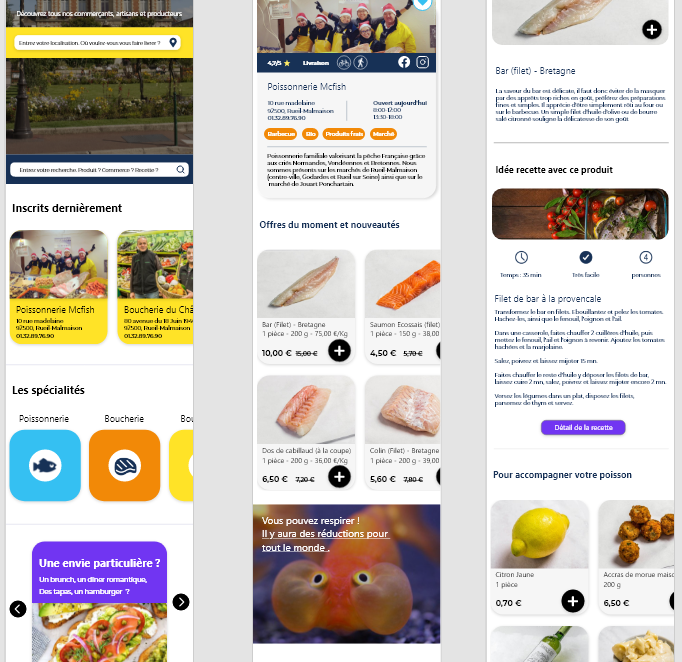 Découvrez tous nos commerçants, artisans et producteurs
Entrez votre localisation. Où voulez-vous vous faire livrer ?
Entrez votre recherche. Produit ? Commerce ? Recette ?
Inscrits dernièrement
Poissonnerie Mcfish
10 rue madelaine
92500, Rueil-Malmaison
01.32.89.76.90
Boucherie du Châ
80 avenue du 18 Juin 194
92500, Rueil-Malmaison
01.32.89.76.90
Les spécialités
Poissonnerie
Boucherie
Bou
Une envie particulière ?
Un brunch, un dîner romantique,
Des tapas, un hamburger ?
4,7/5
Livraison
Poissonnerie Mcfish
10 rue madelaine
92500, Rueil-Malmaison
01.32.89.76.90
Ouvert aujourd'hui
8:00-12:00
13:30-18:00
Barbecue
Bio
Produits frais
Marché
Poissonnerie familiale valorisant la pêche Française grâce
aux criés Normandes, Vendéennes et Bretonnes. Nous
sommes présents sur les marchés de Rueil-Malmaison
(centre-ville, Godardes et Rueil sur Seine) ainsi que sur le
marché de Jouart Ponchartain.
Offres du moment et nouveautés
Bar (Filet) - Bretagne
1 pièce - 200 g - 75,00 €/Kg
10,00 € 15,00 €
Saumon Ecossais (filet)
1 pièce - 150 g - 38,00
4,50 € 5,70 €
Dos de cabillaud (à la coupe)
1 pièce - 200 g - 36,00 €/Kg
6,50 € 7,20 €
Colin (Filet) - Bretagne
1 pièce - 200 g - 39,00
5,60 € 7,80 €
Vous pouvez respirer !
Il y aura des réductions pour
tout le monde .
Bar (filet) - Bretagne
La saveur du bar est délicate, il faut donc éviter de la masquer
par des apprêts trop riches en goût, préférez des préparations
fines et simples. Il apprécie d'être simplement rôti au four ou
sur le barbecue. Un simple filet d'huile d'olive ou de beurre
salé citronné souligne la délicatesse de son goût
Idée recette avec ce produit
Temps : 35 min
Très facile
4
personnes
Filet de bar à la provencale
Transformez le bar en filets. Ebouillantez et pelez les tomates.
Hachez-les, ainsi que le fenouil, l'oignon et l'ail.
Dans une casserole, faites chauffer 2 cuillères d'huile, puis
mettez le fenouil, l'ail et l'oignon à revenir. Ajoutez les tomates
hachées et la marjolaine.
Salez, poivrez et laissez mijoter 15 mn.
Faites chauffer le reste d'huile y déposer les filets de bar,
laissez cuire 2 mn, salez, poivrez et laissez mijoter encore 2 mn.
Versez les légumes dans un plat, disposez les filets,
parsemez de thym et servez.
Détail de la recette
Pour accompagner votre poisson
Citron Jaune
1 pièce
0,70 €
Accras de morue maiso
200 g
6,50 €